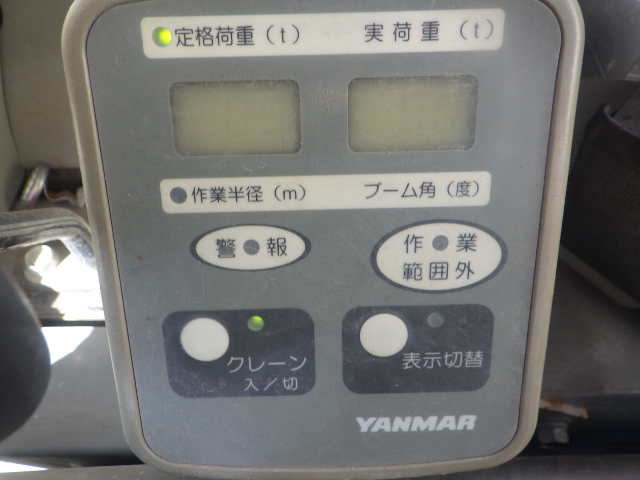 定格荷重(t) 実荷重(t)
作業半径(m) ブーム角(度)
警報 作業
範囲外
クレーン 表示切替
入/切
YANMAR